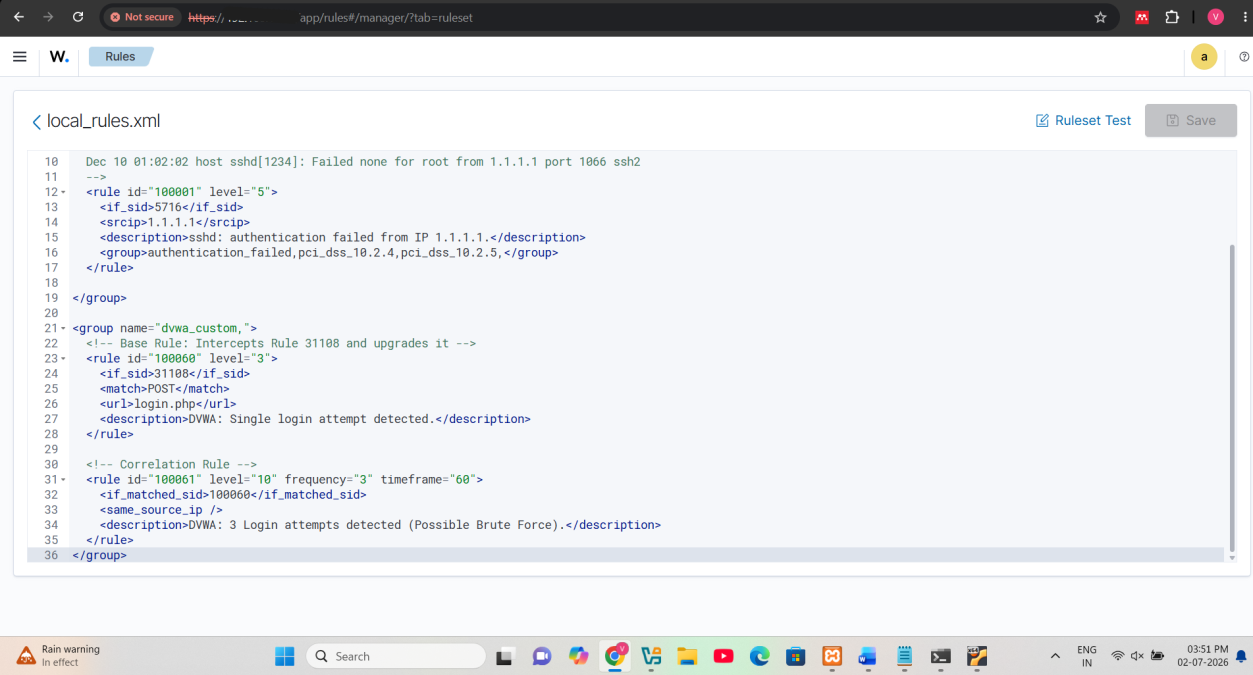 Not secure
https://
app/rules#/manager/?tab=ruleset
V
W.
Rules
a
local_rules.xml
Ruleset Test
Save
10 Dec 10 01:02:02 host sshd[1234]: Failed none for root from 1.1.1.1 port 1066 ssh2
11 -->
12 <rule id="100001" level="5">
13 <if_sid>5716</if_sid>
14 <srcip>1.1.1.1</srcip>
15 <description>sshd: authentication failed from IP 1.1.1.1.</description>
16 <group>authentication_failed,pci_dss_10.2.4,pci_dss_10.2.5,</group>
17 </rule>
18
19 </group>
20
21 <group name="dvwa_custom,">
22 <!-- Base Rule: Intercepts Rule 31108 and upgrades it -->
23 <rule id="100060" level="3">
24 <if_sid>31108</if_sid>
25 <match>POST</match>
26 <url>login.php</url>
27 <description>DVWA: Single login attempt detected.</description>
28 </rule>
29
30 <!-- Correlation Rule -->
31 <rule id="100061" level="10" frequency="3" timeframe="60">
32 <if_matched_sid>100060</if_matched_sid>
33 <same_source_ip />
34 <description>DVWA: 3 Login attempts detected (Possible Brute Force).</description>
35 </rule>
36 </group>
Rain warning
In effect
Search
ENG
IN
03:51 PM
02-07-2026